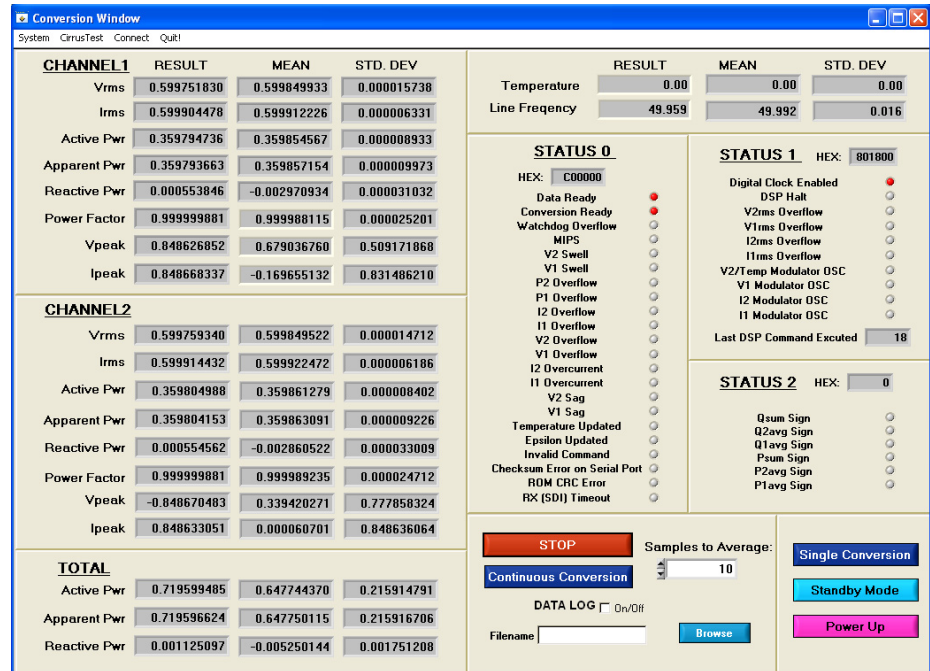 Conversion Window
System CirrusTest Connect Quit!
CHANNEL1 RESULT MEAN STD. DEV
Vrms 0.599751830 0.599849933 0.000015738
Irms 0.599904478 0.599912226 0.000006331
Active Pwr 0.359794736 0.359854567 0.000008933
Apparent Pwr 0.359793663 0.359857154 0.000009973
Reactive Pwr 0.000553846 -0.002970934 0.000031032
Power Factor 0.999999881 0.999988115 0.000025201
Vpeak 0.848626852 0.679036760 0.509171868
Ipeak 0.848668337 -0.169655132 0.831486210
CHANNEL2
Vrms 0.599759340 0.599849522 0.000014712
Irms 0.599914432 0.599922472 0.000006186
Active Pwr 0.359804988 0.359861279 0.000008402
Apparent Pwr 0.359804153 0.359863091 0.000009226
Reactive Pwr 0.000554562 -0.002860522 0.000033009
Power Factor 0.999999881 0.999989235 0.000024712
Vpeak -0.848670483 0.339420271 0.777858324
Ipeak 0.848633051 0.000060701 0.848636064
TOTAL
Active Pwr 0.719599485 0.647744370 0.215914791
Apparent Pwr 0.719596624 0.647750115 0.215916706
Reactive Pwr 0.001125097 -0.005250144 0.001751208
RESULT MEAN STD. DEV
Temperature 0.00 0.00 0.00
Line Freqency 49.959 49.992 0.016
STATUS 0
HEX: C00000
Data Ready
Conversion Ready
Watchdog Overflow
MIPS
V2 Swell
V1 Swell
P2 Overflow
P1 Overflow
I2 Overflow
I1 Overflow
V2 Overflow
V1 Overflow
I2 Overcurrent
I1 Overcurrent
V2 Sag
V1 Sag
Temperature Updated
Epsilon Updated
Invalid Command
Checksum Error on Serial Port
ROM CRC Error
RX (SDI) Timeout
STATUS 1 HEX: 801800
Digital Clock Enabled
DSP Halt
V2rms Overflow
V1rms Overflow
I2rms Overflow
I1rms Overflow
V2/Temp Modulator OSC
V1 Modulator OSC
I2 Modulator OSC
I1 Modulator OSC
Last DSP Command Excuted 18
STATUS 2 HEX: 0
Qsum Sign
Q2avg Sign
Q1avg Sign
Psum Sign
P2avg Sign
P1avg Sign
STOP
Continuous Conversion
Samples to Average:
10
DATA LOG On/Off
Filename Browse
Single Conversion
Standby Mode
Power Up